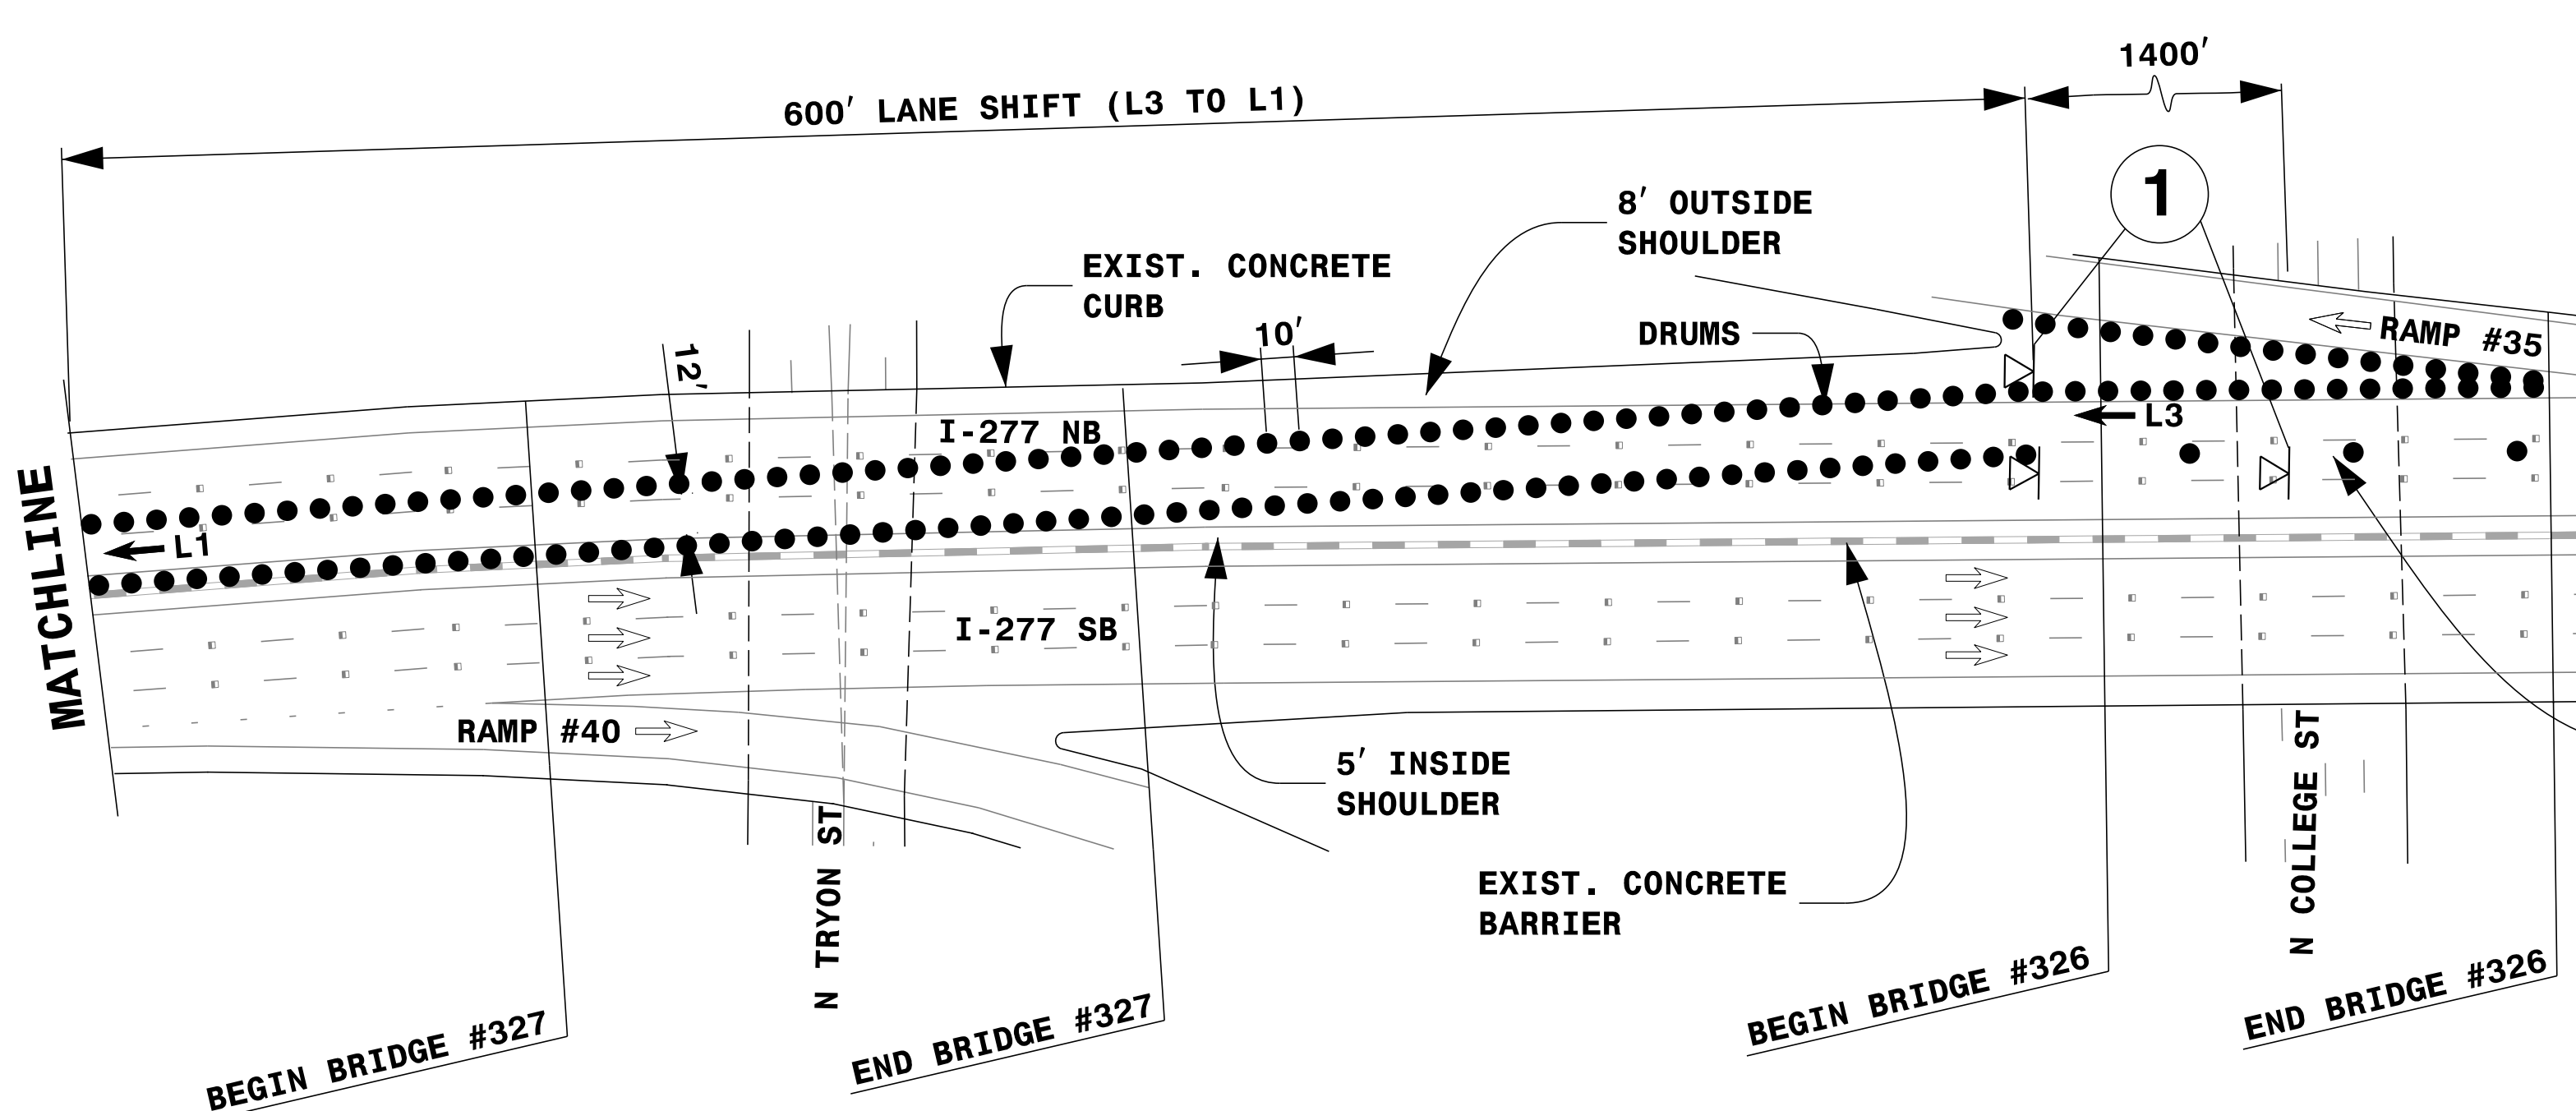 1400′
600′ LANE SHIFT (L3 TO L1)
1
8′ OUTSIDE
SHOULDER
EXIST. CONCRETE
CURB
10′
DRUMS
12′
RAMP #35
L3
I-277 NB
MATCHLINE
L1
I-277 SB
RAMP #40
5′ INSIDE
SHOULDER
N TRYON ST
N COLLEGE ST
EXIST. CONCRETE
BARRIER
BEGIN BRIDGE #327
END BRIDGE #327
BEGIN BRIDGE #326
END BRIDGE #326